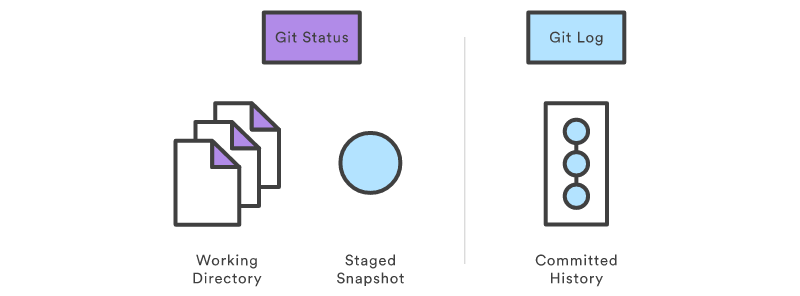 Git Status
Git Log
Working
Directory
Staged
Snapshot
Committed
History